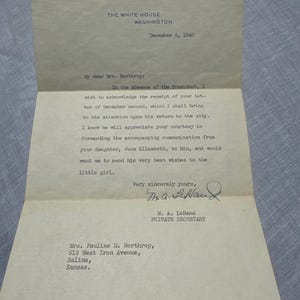 THE WHITE HOUSE
WASHINGTON
December 5, 1940
My dear Mrs. Northrop:
In the absence of the President, I
wish to acknowledge the receipt of your let-
ter of December second, which I shall bring
to his attention upon his return to the city.
I know he will appreciate your courtesy in
forwarding the accompanying communication from
your daughter, June Elizabeth, to his, and would
want me to send his very best wishes to the
little girl.
Very sincerely yours,
M. A. LeHand
M. A. LeHand
PRIVATE SECRETARY
Mrs. Pauline M. Northrop,
812 West Iron Avenue,
Salina,
Kansas.